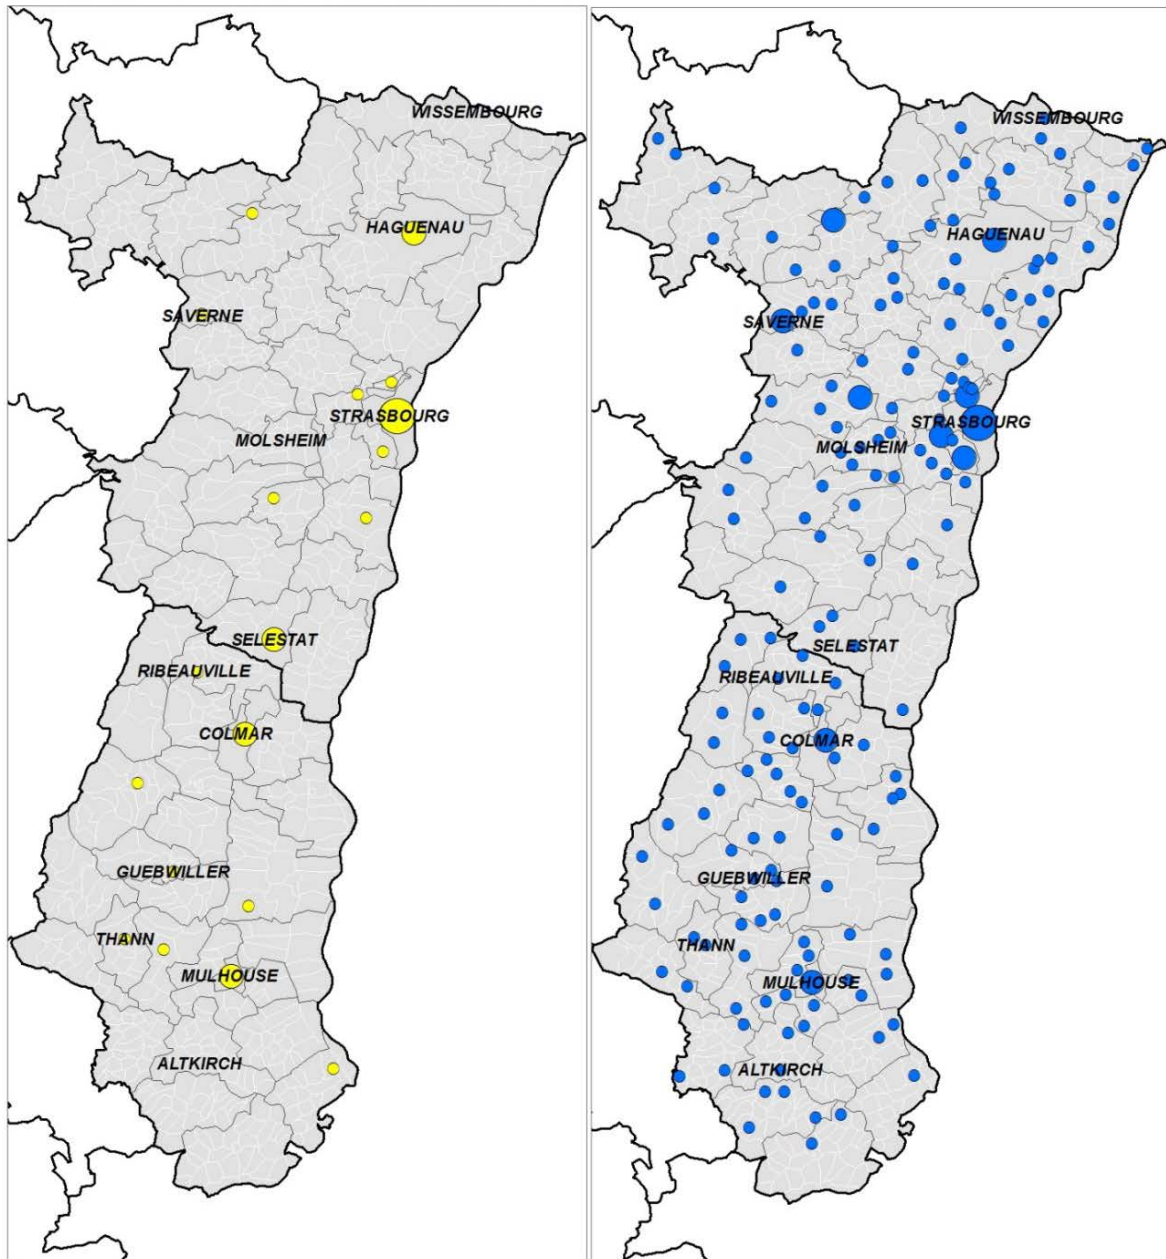 WISSEMBOURG
HAGUENAU
SAVERNE
STRASBOURG
MOLSHEIM
SELESTAT
RIBEAUVILLE
COLMAR
GUEBWILLER
THANN
MULHOUSE
ALTKIRCH
WISSEMBOURG
HAGUENAU
SAVERNE
STRASBOURG
MOLSHEIM
SELESTAT
RIBEAUVILLE
COLMAR
GUEBWILLER
THANN
MULHOUSE
ALTKIRCH